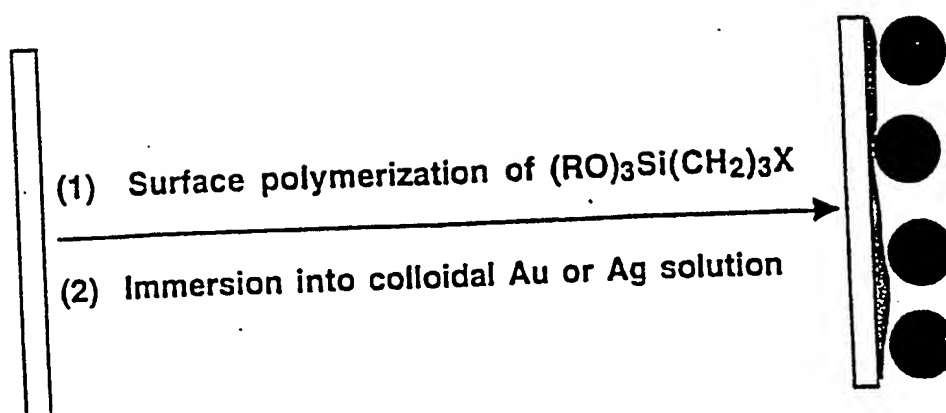 (1) Surface polymerization of (RO)₃Si(CH₂)₃X
(2) Immersion into colloidal Au or Ag solution